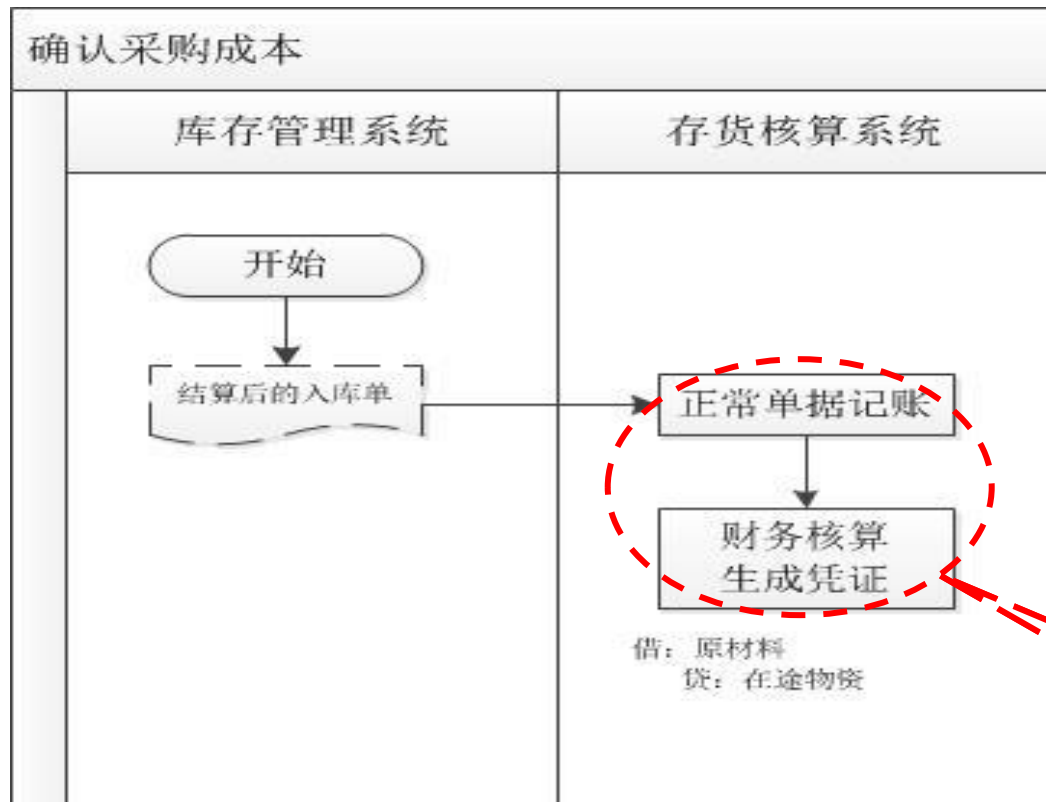 确认采购成本
库存管理系统
存货核算系统
开始
结算后的入库单
正常单据记账
财务核算
生成凭证
借：原材料
贷：在途物资